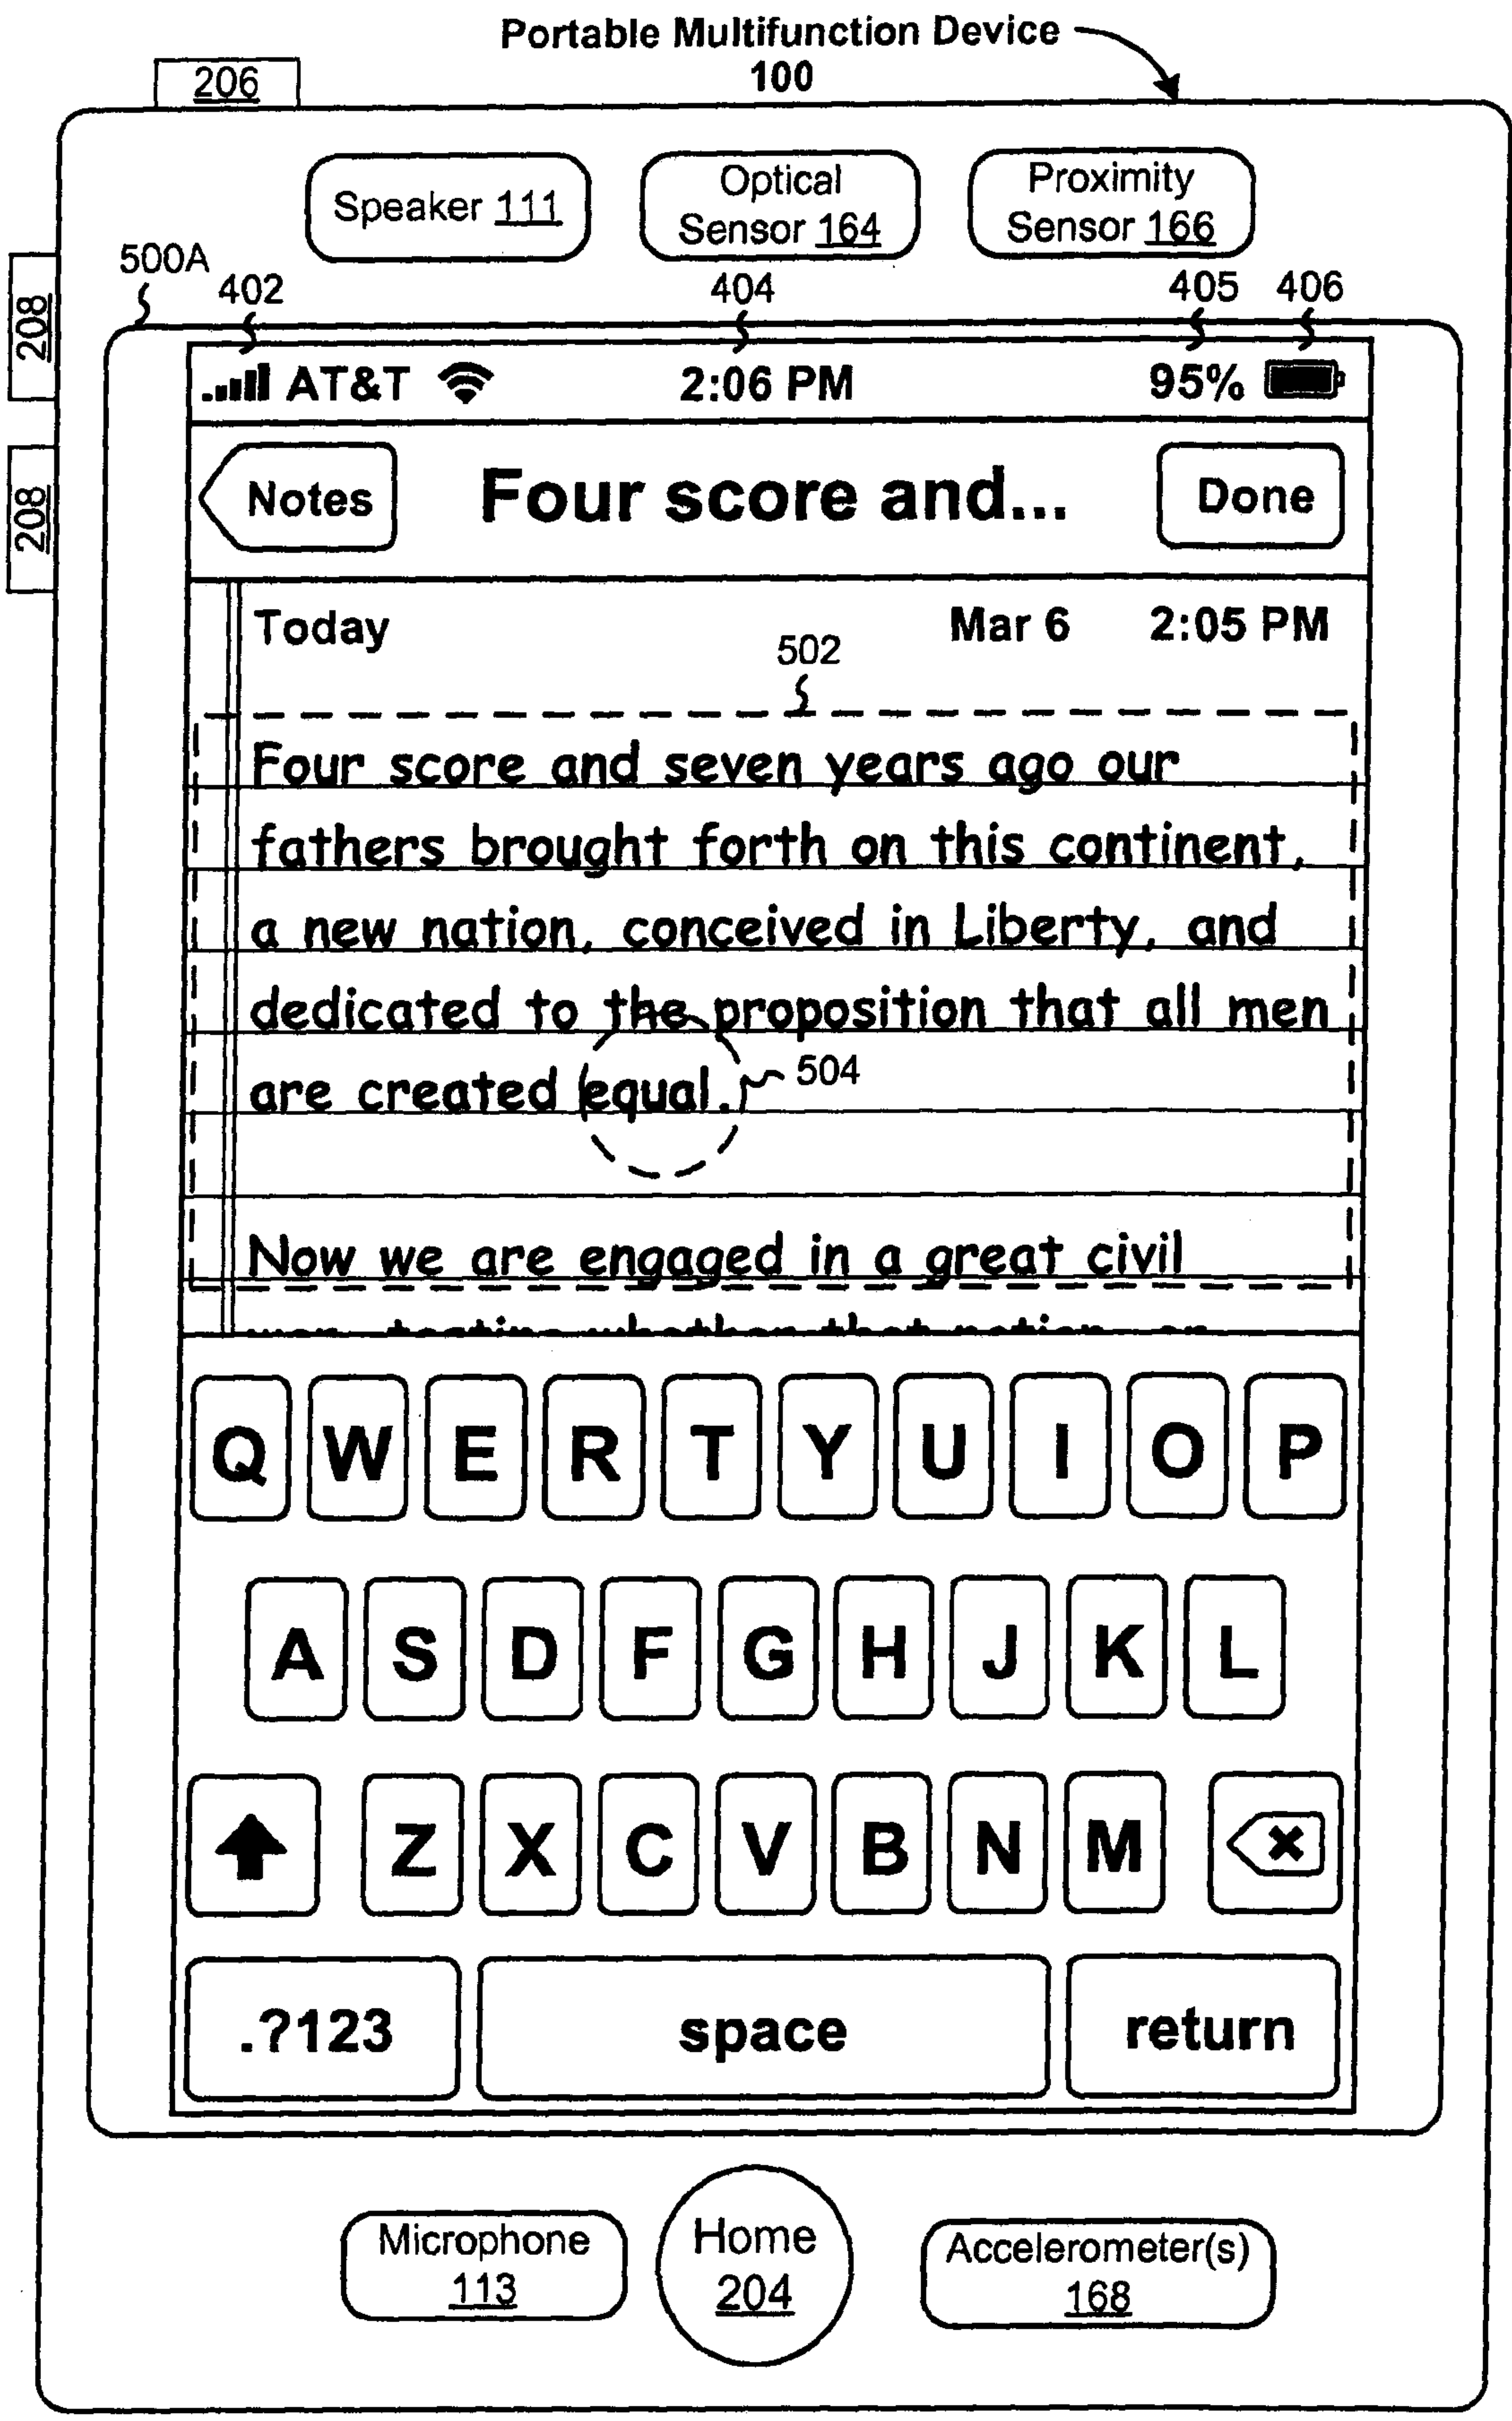 Portable Multifunction Device
100
206
Speaker 111
Optical
Sensor 164
Proximity
Sensor 166
208
208
500A
402
404
405
406
AT&T 2:06 PM 95%
Notes Four score and... Done
Today Mar 6 2:05 PM
502
Four score and seven years ago our
fathers brought forth on this continent,
a new nation, conceived in Liberty, and
dedicated to the proposition that all men
are created equal.
504
Now we are engaged in a great civil
Q W E R T Y U I O P
A S D F G H J K L
Z X C V B N M
.?123 space return
Microphone
113
Home
204
Accelerometer(s)
168